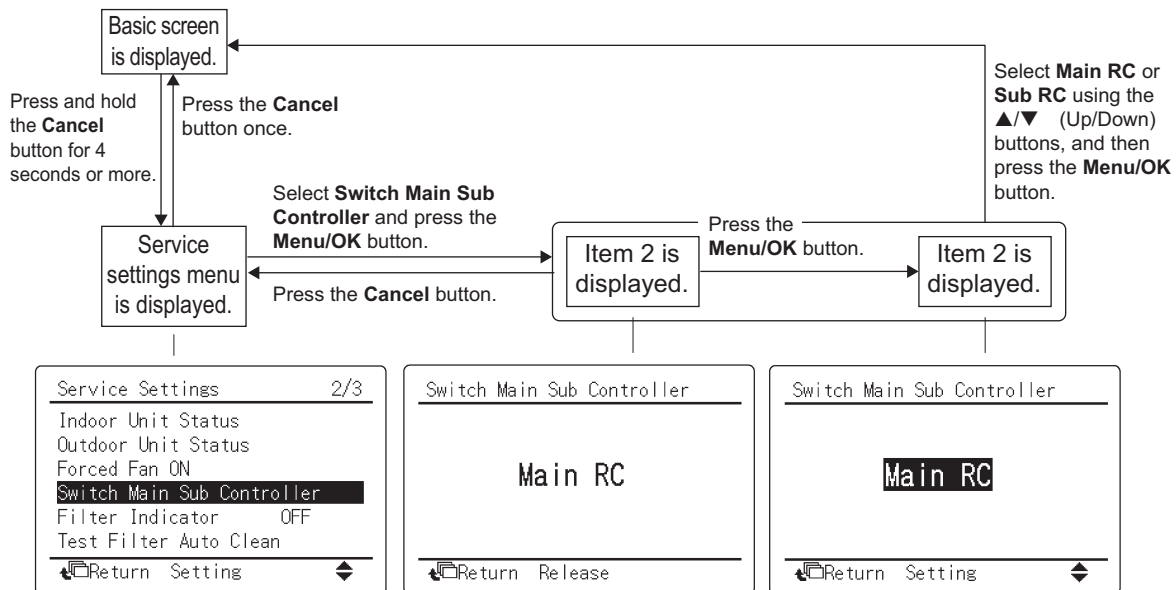 Basic screen
is displayed.
Press and hold
the Cancel
button for 4
seconds or more.
Press the Cancel
button once.
Select Main RC or
Sub RC using the
▲/▼ (Up/Down)
buttons, and then
press the Menu/OK
button.
Select Switch Main Sub
Controller and press the
Menu/OK button.
Press the
Menu/OK button.
Service
settings menu
is displayed.
Press the Cancel button.
Item 2 is
displayed.
Item 2 is
displayed.
Service Settings 2/3
Indoor Unit Status
Outdoor Unit Status
Forced Fan ON
Switch Main Sub Controller
Filter Indicator OFF
Test Filter Auto Clean
Return Setting
Switch Main Sub Controller
Main RC
Return Release
Switch Main Sub Controller
Main RC
Return Setting